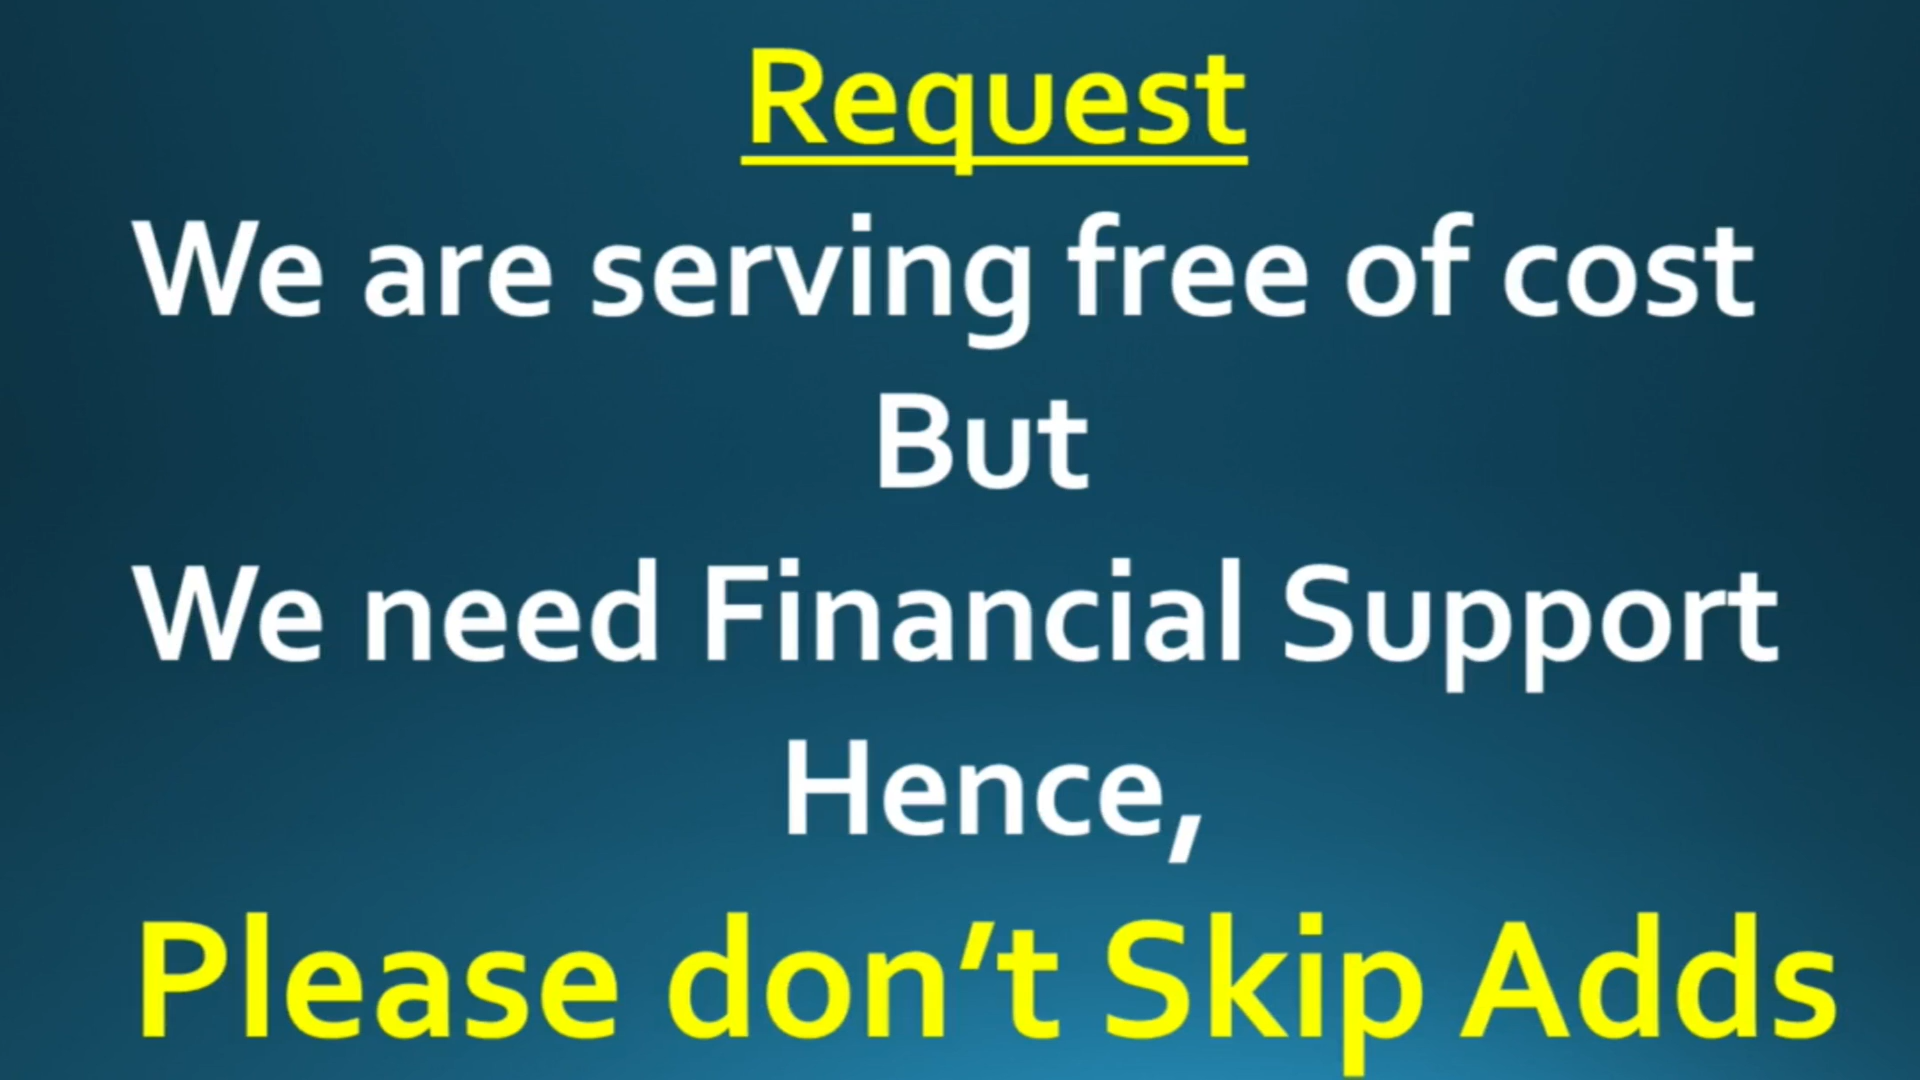 Request
We are serving free of cost
But
We need Financial Support
Hence,
Please don’t Skip Adds